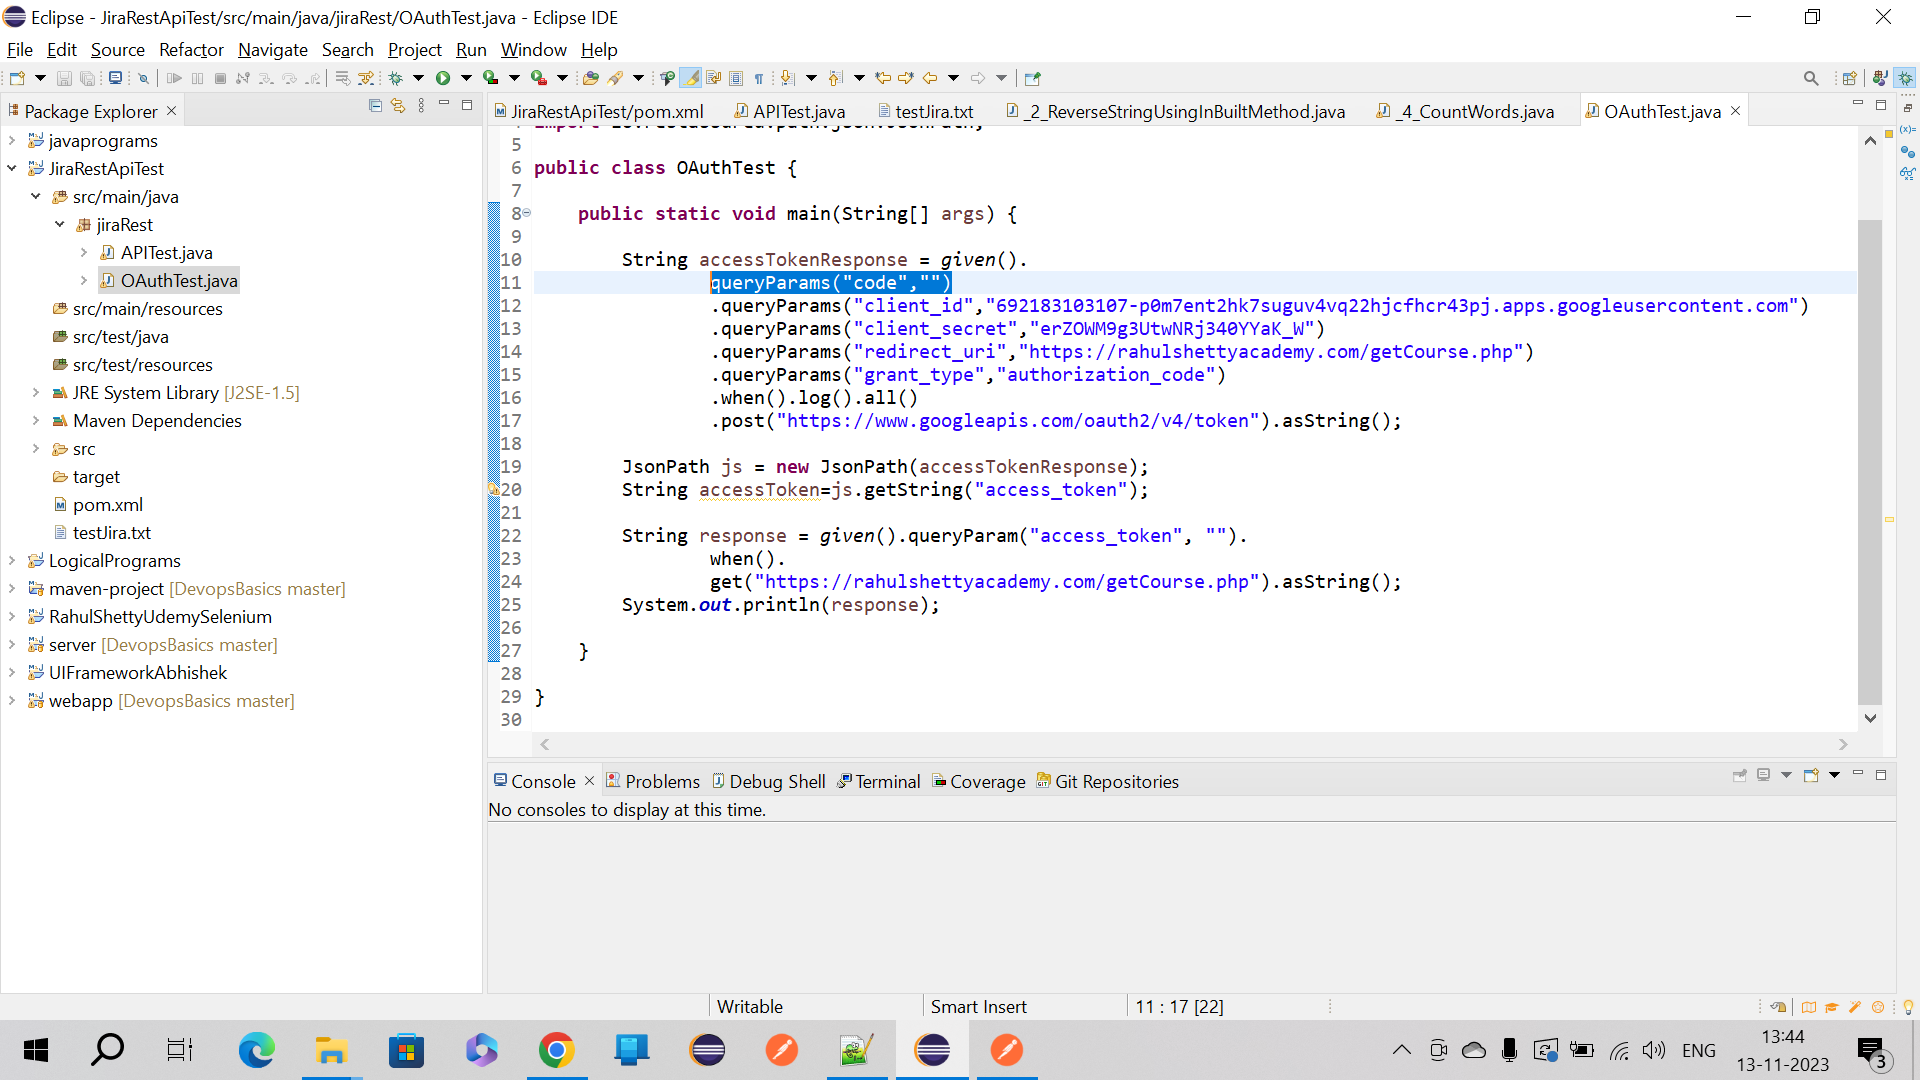 Eclipse - JiraRestApiTest/src/main/java/jiraRest/OAuthTest.java - Eclipse IDE
File Edit Source Refactor Navigate Search Project Run Window Help
Package Explorer
javaprograms
JiraRestApiTest
src/main/java
jiraRest
APITest.java
OAuthTest.java
src/main/resources
src/test/java
src/test/resources
JRE System Library [J2SE-1.5]
Maven Dependencies
src
target
pom.xml
testJira.txt
LogicalPrograms
maven-project [DevopsBasics master]
RahulShettyUdemySelenium
server [DevopsBasics master]
UIFrameworkAbhishek
webapp [DevopsBasics master]
JiraRestApiTest/pom.xml APITest.java testJira.txt _2_ReverseStringUsingInBuiltMethod.java _4_CountWords.java OAuthTest.java
5
6 public class OAuthTest {
7
8 public static void main(String[] args) {
9
10 String accessTokenResponse = given().
11 queryParams("code","")
12 .queryParams("client_id","692183103107-p0m7ent2hk7suguv4vq22hjcfhcr43pj.apps.googleusercontent.com")
13 .queryParams("client_secret","erZOWM9g3UtwNRj340YYaK_W")
14 .queryParams("redirect_uri","https://rahulshettyacademy.com/getCourse.php")
15 .queryParams("grant_type","authorization_code")
16 .when().log().all()
17 .post("https://www.googleapis.com/oauth2/v4/token").asString();
18
19 JsonPath js = new JsonPath(accessTokenResponse);
20 String accessToken=js.getString("access_token");
21
22 String response = given().queryParam("access_token", "").
23 when().
24 get("https://rahulshettyacademy.com/getCourse.php").asString();
25 System.out.println(response);
26
27 }
28
29 }
30
Console Problems Debug Shell Terminal Coverage Git Repositories
No consoles to display at this time.
Writable Smart Insert 11 : 17 [22]
ENG
13:44
13-11-2023
3